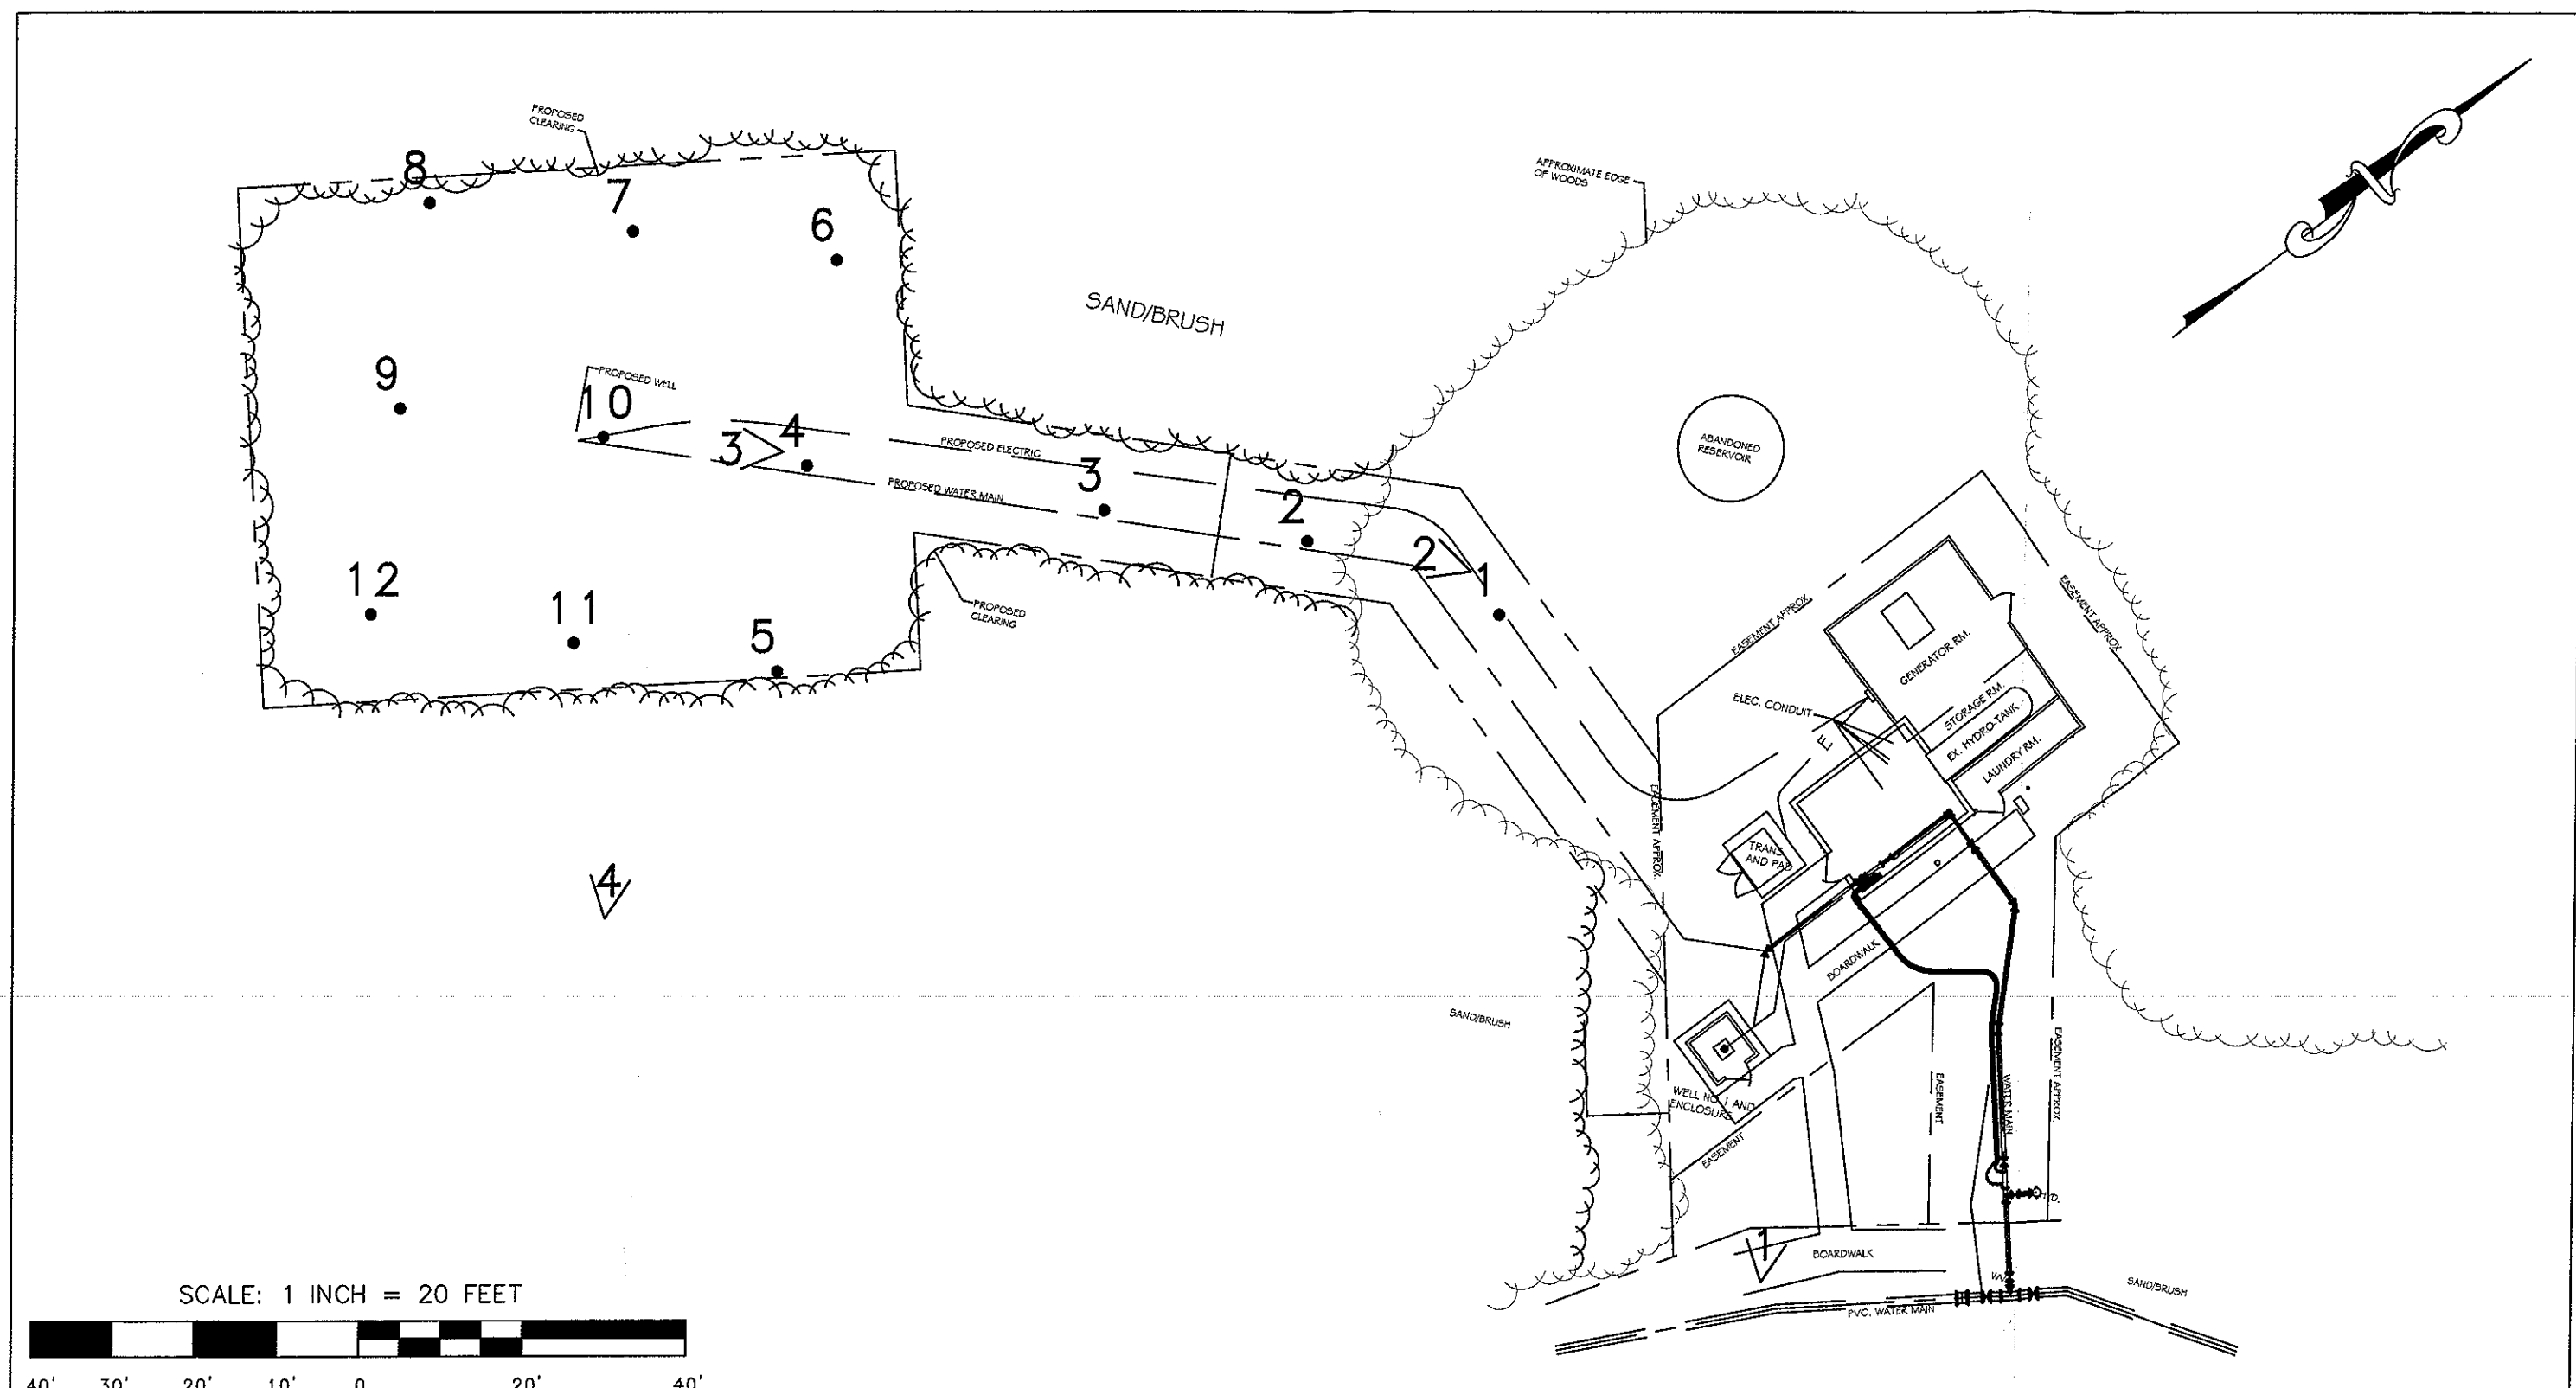 PROPOSED
CLEARING
8
7
6
APPROXIMATE EDGE
OF WOODS
N
SAND/BRUSH
9
PROPOSED WELL
10
3
4
PROPOSED ELECTRIC
PROPOSED WATER MAIN
3
2
2
1
ABANDONED
RESERVOIR
12
11
5
PROPOSED
CLEARING
EASEMENT APPROX.
EASEMENT APPROX.
GENERATOR RM.
STORAGE RM.
EX. HYDRO-TANK
LAUNDRY RM.
ELEC. CONDUIT
E
EASEMENT APPROX.
TRANS.
AND PAD
4
BOARDWALK
SAND/BRUSH
WELL NO. 1 AND
ENCLOSURE
EASEMENT
EASEMENT
WATER MAIN
EASEMENT APPROX.
HYD.
1
BOARDWALK
WV
SAND/BRUSH
PVC. WATER MAIN
SCALE: 1 INCH = 20 FEET
40' 30' 20' 10' 0 20' 40'